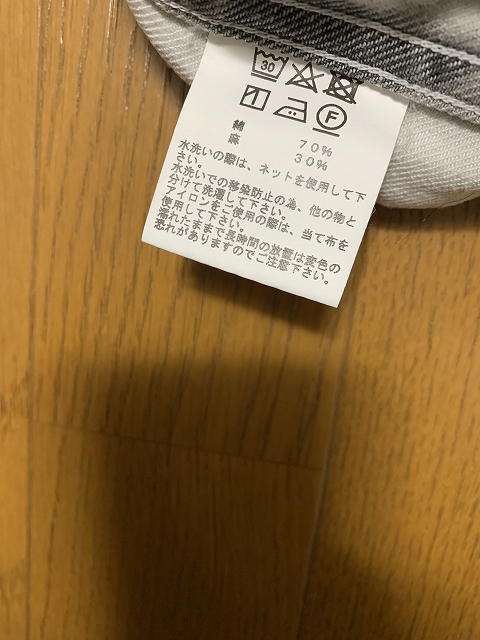 30
F
綿 70%
麻 30%
水洗いの際は、ネットを使用して下
さい。
水洗いでの移染防止の為、他の物と
分けて洗濯して下さい。
アイロンをご使用の際は、当て布を
使用して下さい。
濡れたままで長時間の放置は変色の
恐れがありますのでご注意下さい。